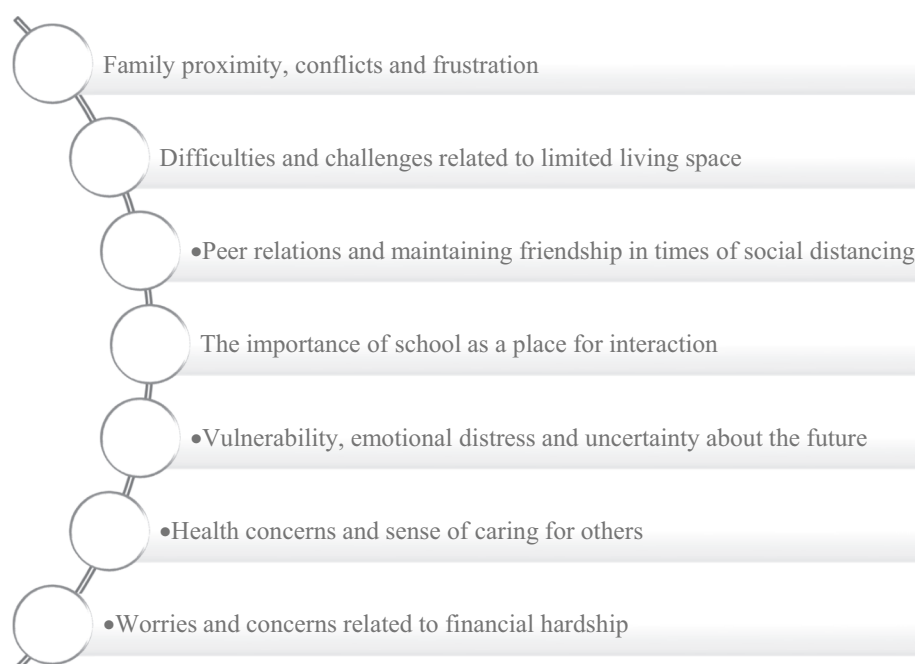 Family proximity, conflicts and frustration
Difficulties and challenges related to limited living space
•Peer relations and maintaining friendship in times of social distancing
The importance of school as a place for interaction
•Vulnerability, emotional distress and uncertainty about the future
•Health concerns and sense of caring for others
•Worries and concerns related to financial hardship